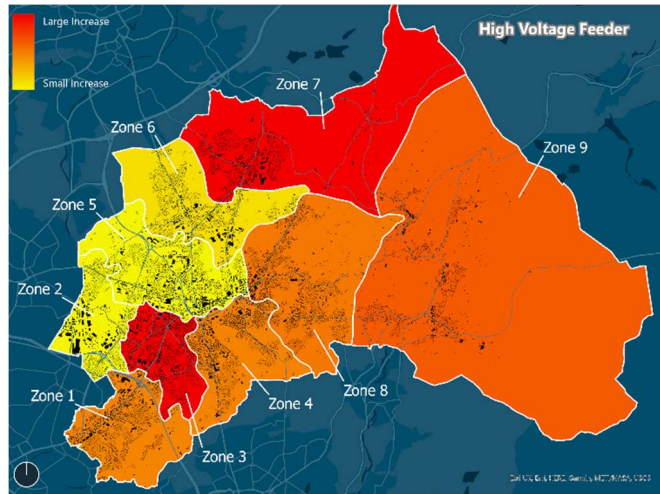 Large Increase
High Voltage Feeder
Small Increase
Zone 7
Zone 6
Zone 9
Zone 5
Zone 2
Zone 1
Zone 4
Zone 8
Zone 3